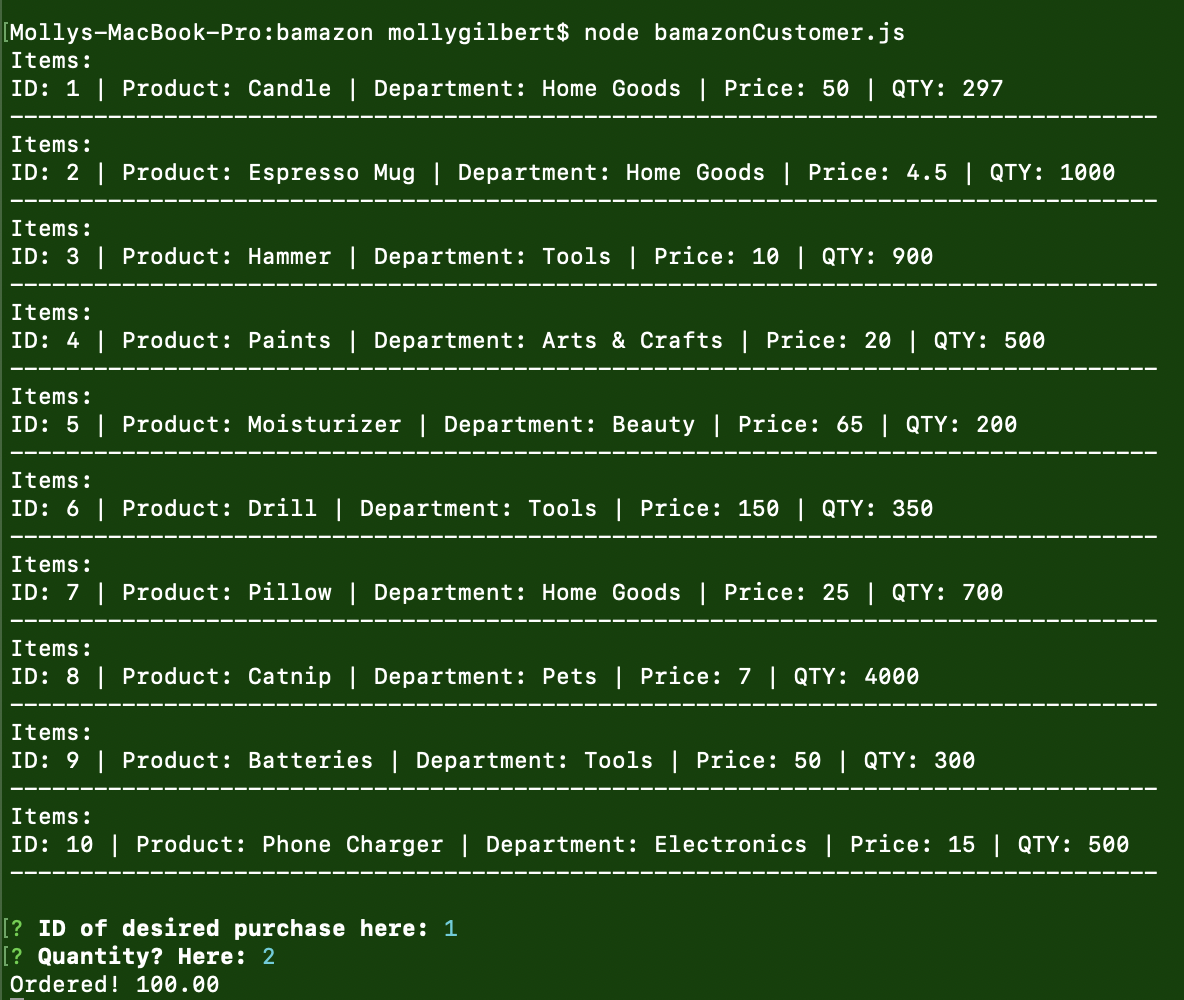 [Mollys-MacBook-Pro:bamazon mollygilbert$ node bamazonCustomer.js
Items:
ID: 1 | Product: Candle | Department: Home Goods | Price: 50 | QTY: 297
----------------------------------------------------------------------------------
Items:
ID: 2 | Product: Espresso Mug | Department: Home Goods | Price: 4.5 | QTY: 1000
----------------------------------------------------------------------------------
Items:
ID: 3 | Product: Hammer | Department: Tools | Price: 10 | QTY: 900
----------------------------------------------------------------------------------
Items:
ID: 4 | Product: Paints | Department: Arts & Crafts | Price: 20 | QTY: 500
----------------------------------------------------------------------------------
Items:
ID: 5 | Product: Moisturizer | Department: Beauty | Price: 65 | QTY: 200
----------------------------------------------------------------------------------
Items:
ID: 6 | Product: Drill | Department: Tools | Price: 150 | QTY: 350
----------------------------------------------------------------------------------
Items:
ID: 7 | Product: Pillow | Department: Home Goods | Price: 25 | QTY: 700
----------------------------------------------------------------------------------
Items:
ID: 8 | Product: Catnip | Department: Pets | Price: 7 | QTY: 4000
----------------------------------------------------------------------------------
Items:
ID: 9 | Product: Batteries | Department: Tools | Price: 50 | QTY: 300
----------------------------------------------------------------------------------
Items:
ID: 10 | Product: Phone Charger | Department: Electronics | Price: 15 | QTY: 500
----------------------------------------------------------------------------------
[? ID of desired purchase here: 1
[? Quantity? Here: 2
Ordered! 100.00